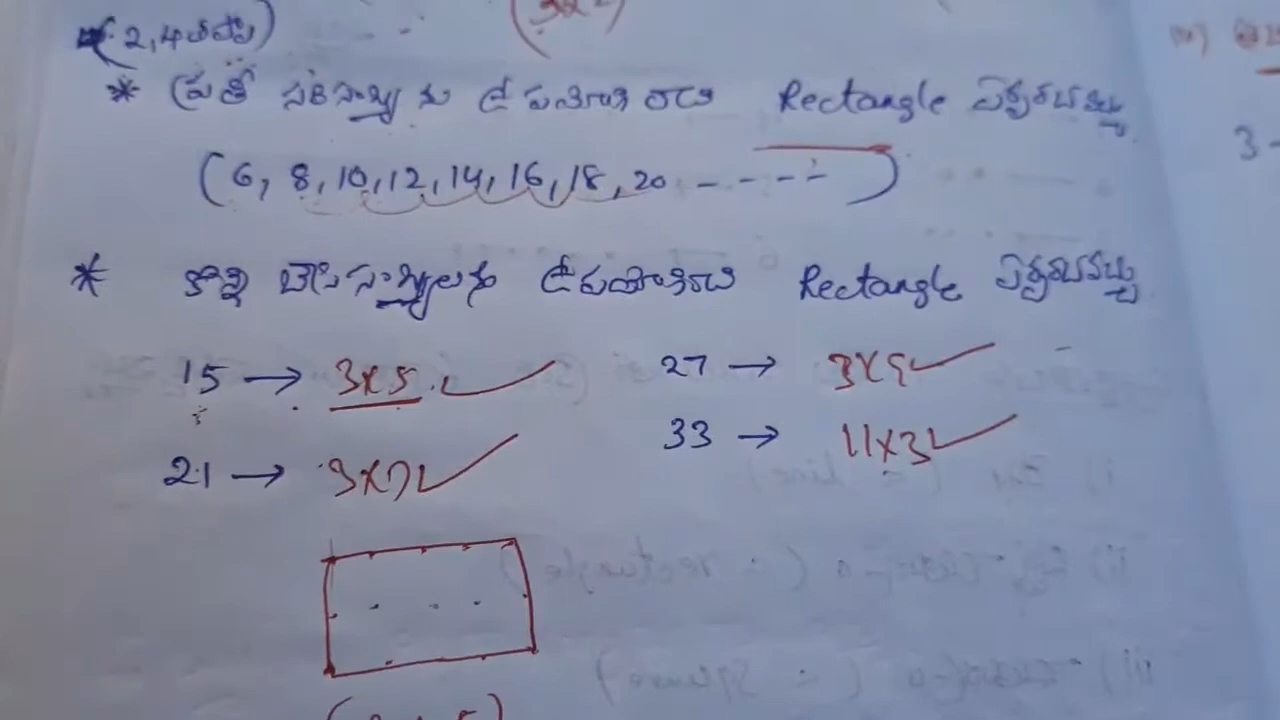 (2,4 తప్ప)
* ప్రతి సరిసంఖ్య ను ఉపయోగించి Rectangle ఏర్పరచవచ్చు
(6, 8, 10, 12, 14, 16, 18, 20 - - - - -)
* కొన్ని బేసి సంఖ్యలను ఉపయోగించి Rectangle ఏర్పరచవచ్చు
15 → 3x5 ✓ 27 → 3x9 ✓
21 → 3x7 ✓ 33 → 11x3 ✓